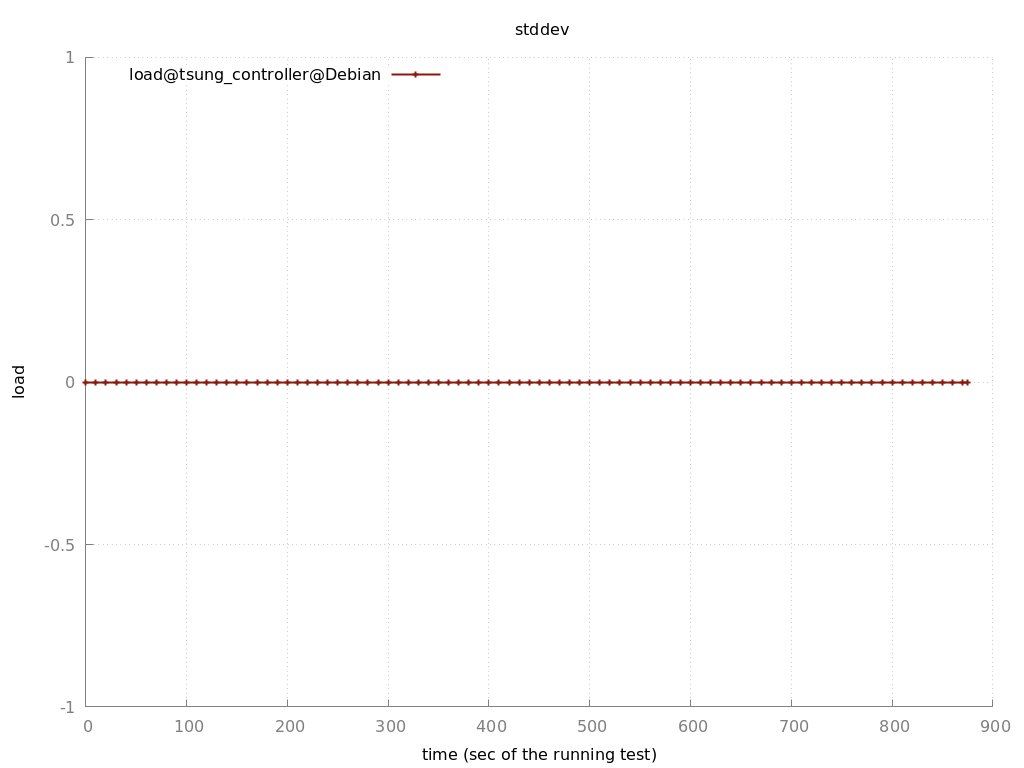 stddev
load@tsung_controller@Debian
1
0.5
0
-0.5
-1
load
0 100 200 300 400 500 600 700 800 900
time (sec of the running test)